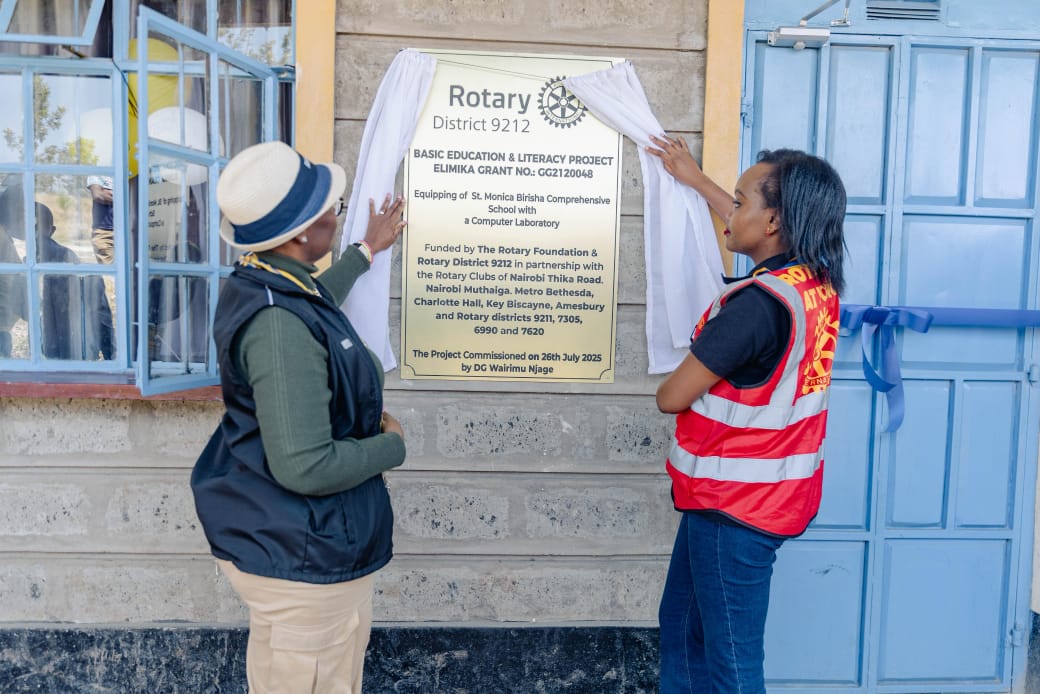 Rotary
District 9212
BASIC EDUCATION & LITERACY PROJECT
ELIMIKA GRANT NO.: GG2120048
Equipping of St. Monica Birisha Comprehensive
School with
a Computer Laboratory
Funded by The Rotary Foundation &
Rotary District 9212 in partnership with
the Rotary Clubs of Nairobi Thika Road,
Nairobi Muthaiga. Metro Bethesda,
Charlotte Hall, Key Biscayne, Amesbury
and Rotary districts 9211, 7305,
6990 and 7620
The Project Commissioned on 26th July 2025
by DG Wairimu Njage